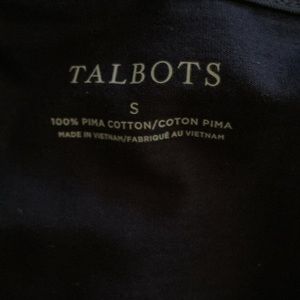 TALBOTS
S
100% PIMA COTTON/COTON PIMA
MADE IN VIETNAM/FABRIQUÉ AU VIETNAM